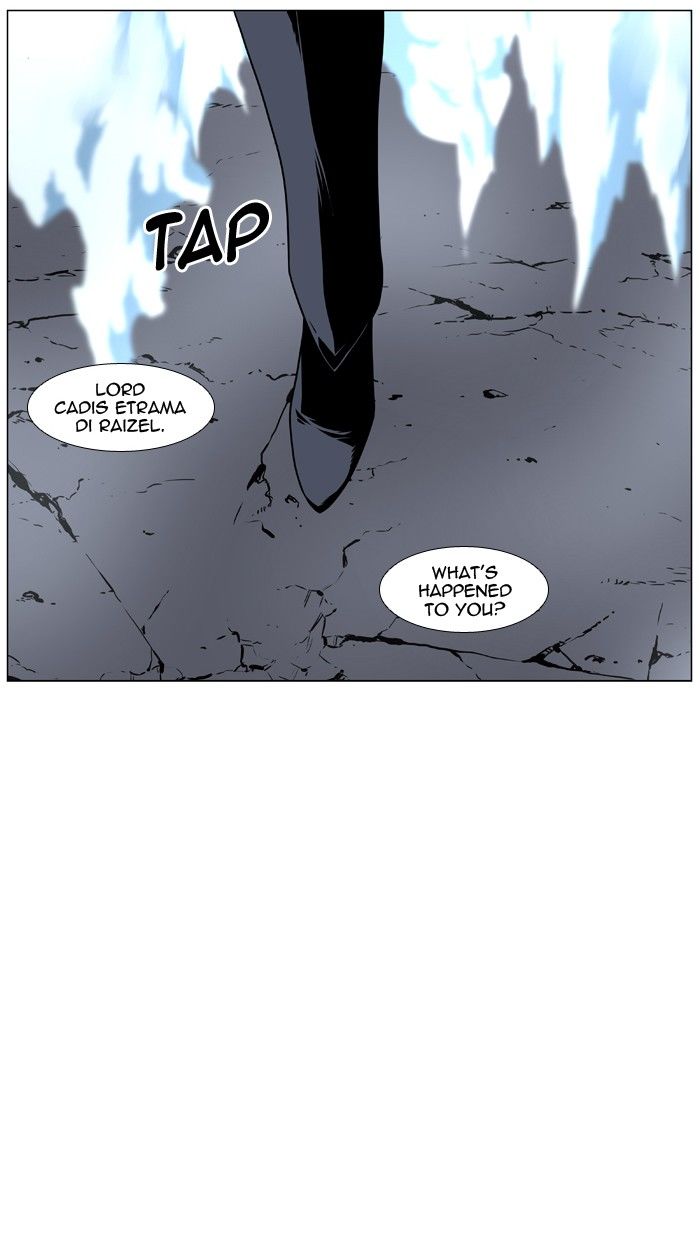 TAP
LORD
CADIS ETRAMA
DI RAIZEL.
WHAT'S
HAPPENED
TO YOU?